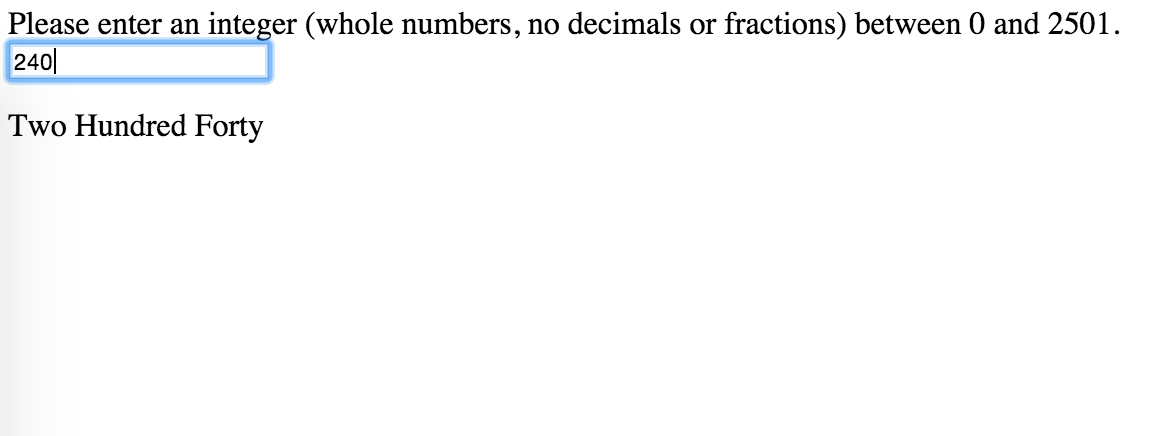 Please enter an integer (whole numbers, no decimals or fractions) between 0 and 2501.
240
Two Hundred Forty